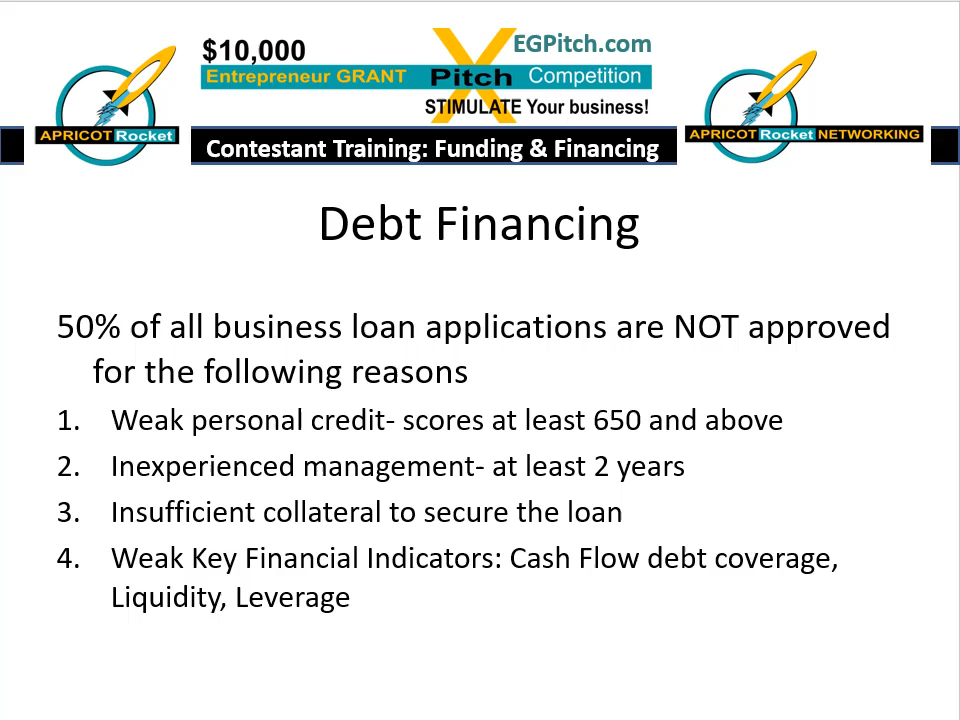 $10,000
EGPitch.com
Entrepreneur GRANT Pitch Competition
STIMULATE Your business!
APRICOT Rocket
APRICOT Rocket NETWORKING
Contestant Training: Funding & Financing
Debt Financing
50% of all business loan applications are NOT approved
for the following reasons
1. Weak personal credit- scores at least 650 and above
2. Inexperienced management- at least 2 years
3. Insufficient collateral to secure the loan
4. Weak Key Financial Indicators: Cash Flow debt coverage,
Liquidity, Leverage